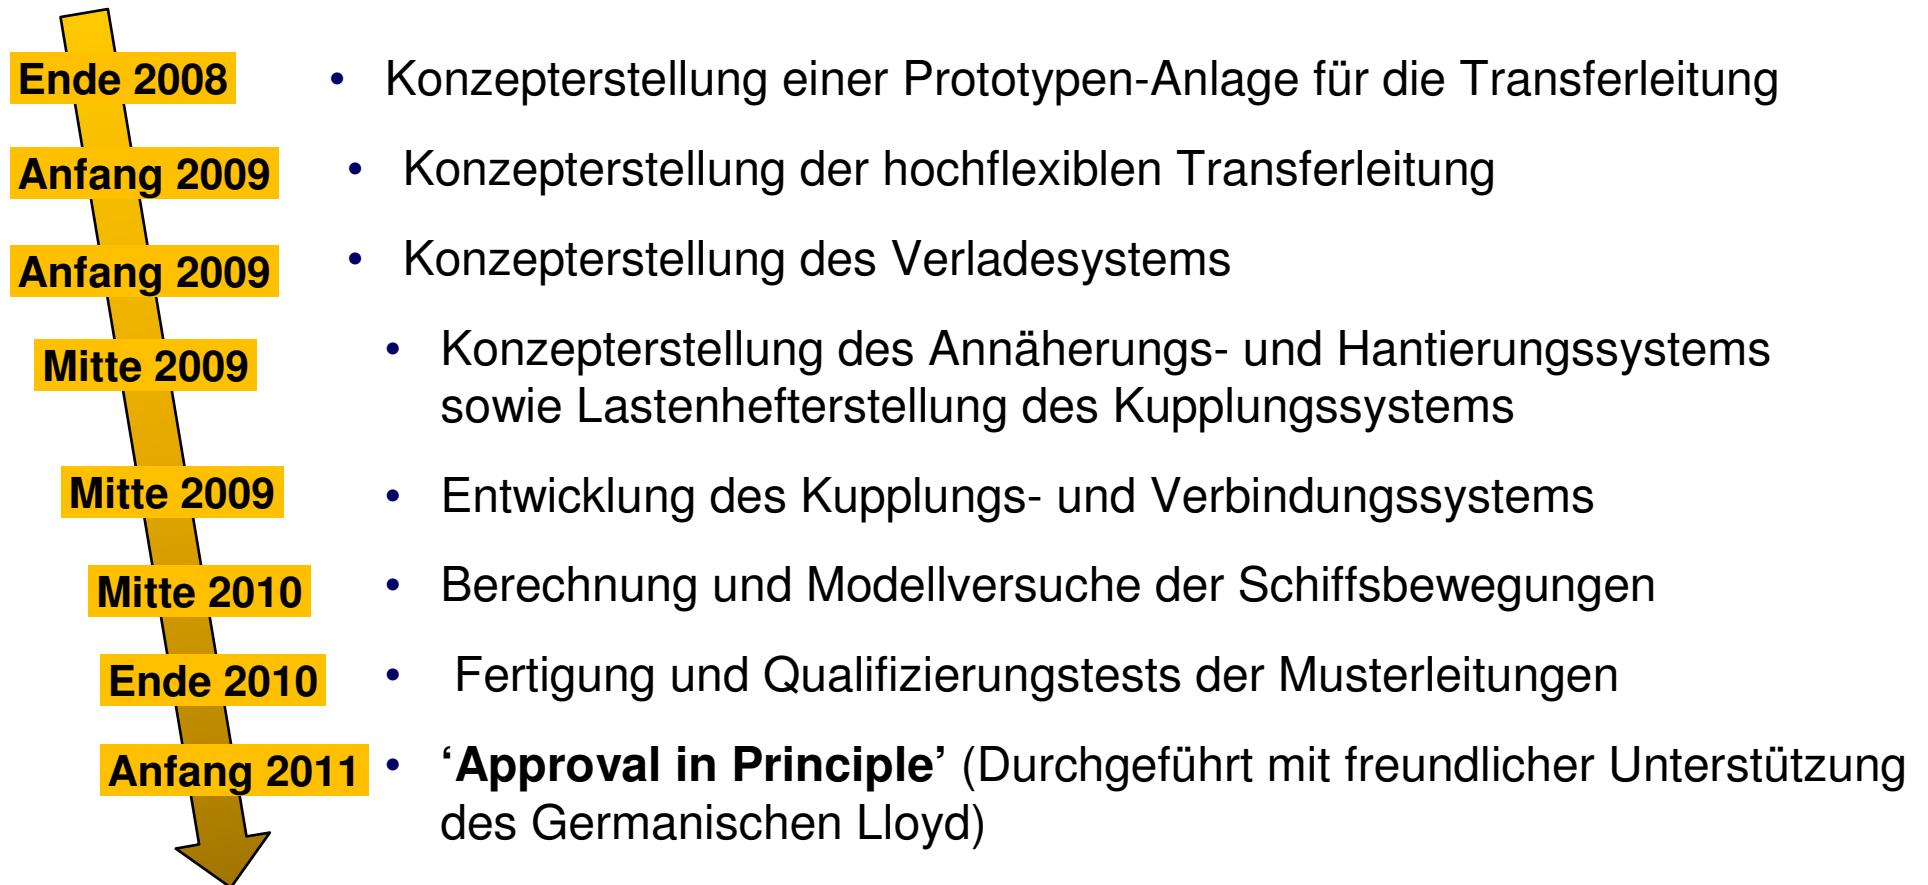 Ende 2008
• Konzepterstellung einer Prototypen-Anlage für die Transferleitung
Anfang 2009
• Konzepterstellung der hochflexiblen Transferleitung
Anfang 2009
• Konzepterstellung des Verladesystems
Mitte 2009
• Konzepterstellung des Annäherungs- und Hantierungssystems
sowie Lastenhefterstellung des Kupplungssystems
Mitte 2009
• Entwicklung des Kupplungs- und Verbindungssystems
Mitte 2010
• Berechnung und Modellversuche der Schiffsbewegungen
Ende 2010
• Fertigung und Qualifizierungstests der Musterleitungen
Anfang 2011
• ‘Approval in Principle’ (Durchgeführt mit freundlicher Unterstützung
des Germanischen Lloyd)